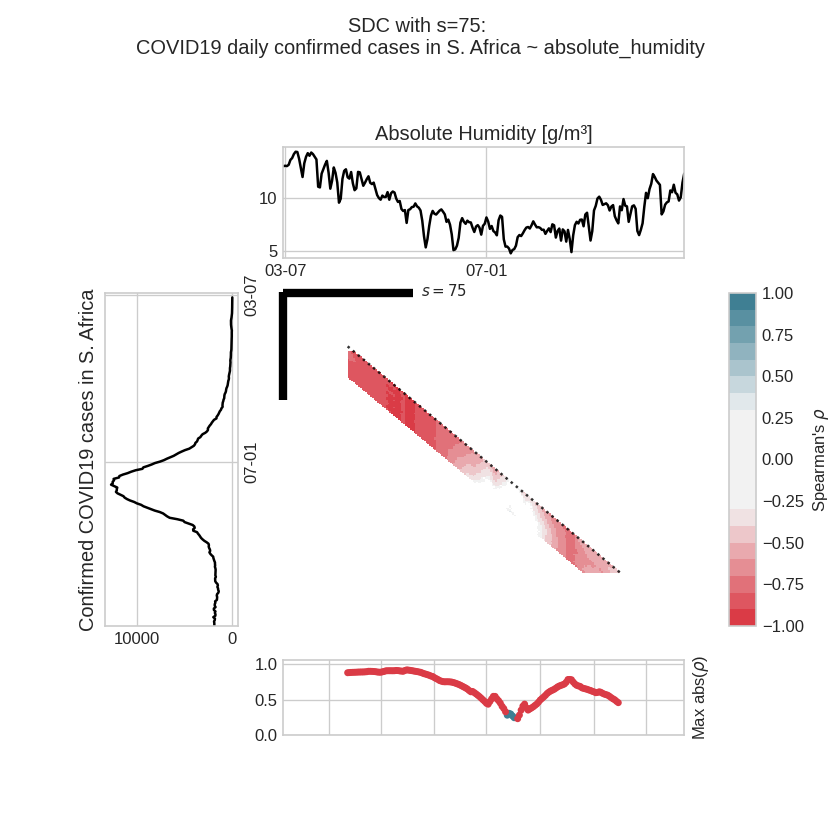 SDC with s=75:
COVID19 daily confirmed cases in S. Africa ~ absolute_humidity
Absolute Humidity [g/m³]
10
5
03-07
07-01
s = 75
Confirmed COVID19 cases in S. Africa
03-07
07-01
10000
0
1.00
0.75
0.50
0.25
0.00
−0.25
−0.50
−0.75
−1.00
Spearman's ρ
1.0
0.5
0.0
Max abs(ρ)